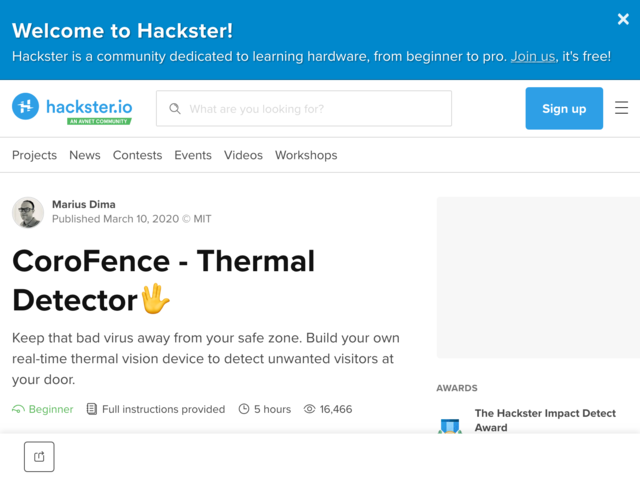 Welcome to Hackster!
Hackster is a community dedicated to learning hardware, from beginner to pro. Join us, it's free!
hackster.io
AN AVNET COMMUNITY
What are you looking for?
Sign up
Projects News Contests Events Videos Workshops
Marius Dima
Published March 10, 2020 © MIT
CoroFence - Thermal
Detector🖖
Keep that bad virus away from your safe zone. Build your own
real-time thermal vision device to detect unwanted visitors at
your door.
Beginner Full instructions provided 5 hours 16,466
AWARDS
The Hackster Impact Detect
Award